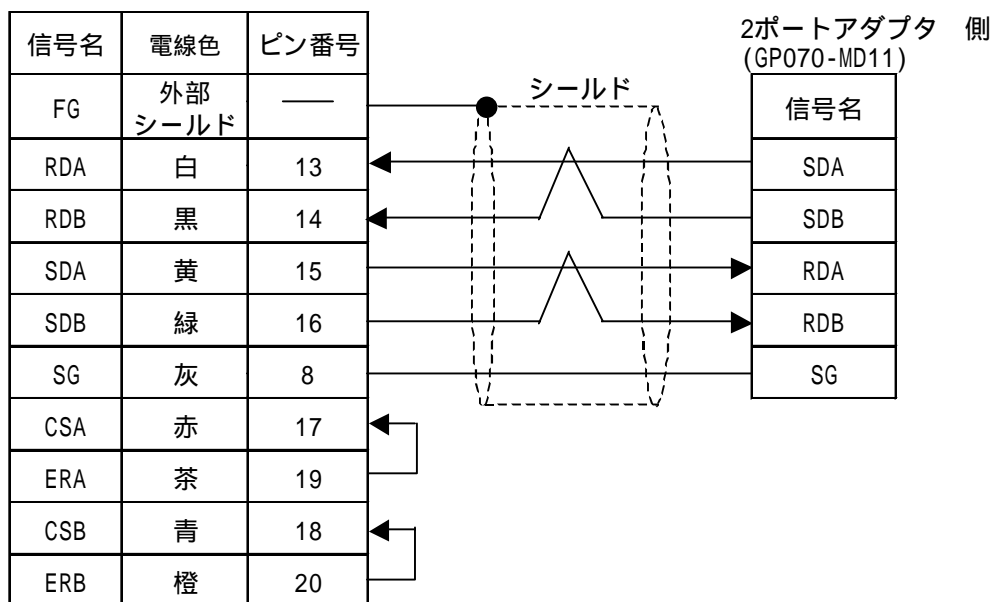 2ポートアダプタ 側
(GP070-MD11)
信号名 電線色 ピン番号
FG 外部
シールド ──
シールド
信号名
RDA 白 13 SDA
RDB 黒 14 SDB
SDA 黄 15 RDA
SDB 緑 16 RDB
SG 灰 8 SG
CSA 赤 17
ERA 茶 19
CSB 青 18
ERB 橙 20